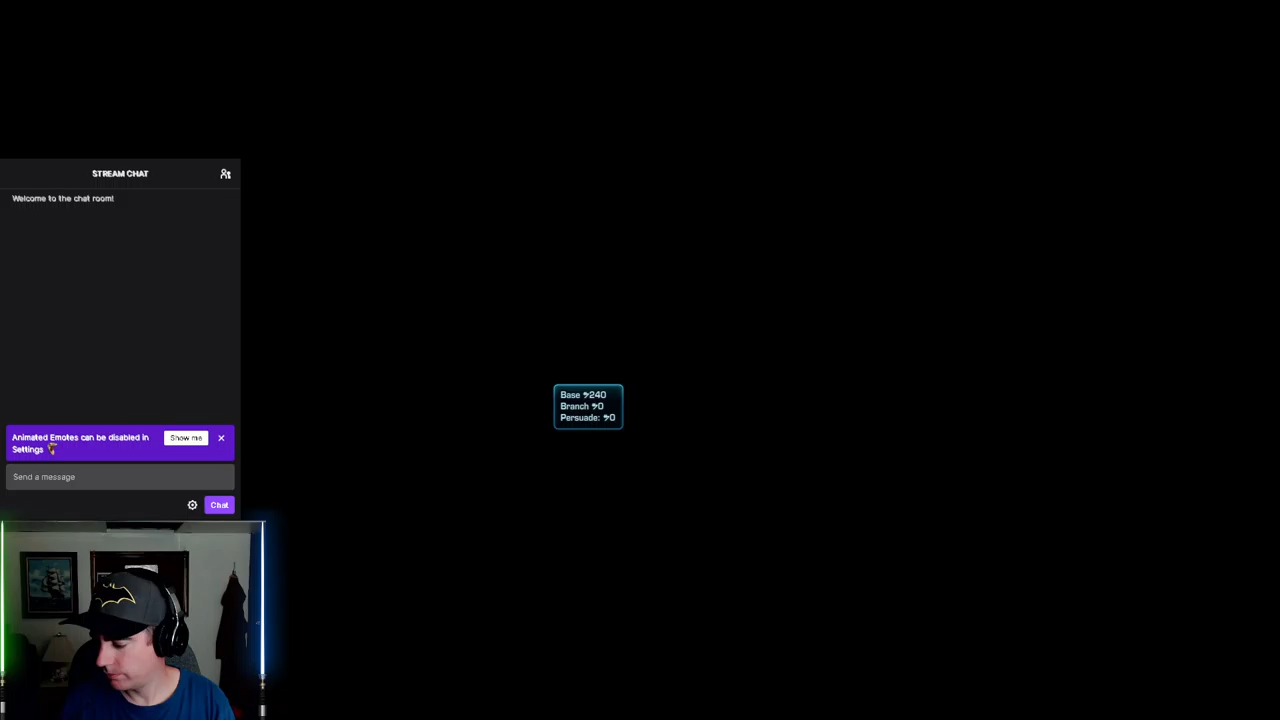 STREAM CHAT
Welcome to the chat room!
Base 240
Branch 0
Persuade: 0
Animated Emotes can be disabled in
Settings
Show me
Send a message
Chat